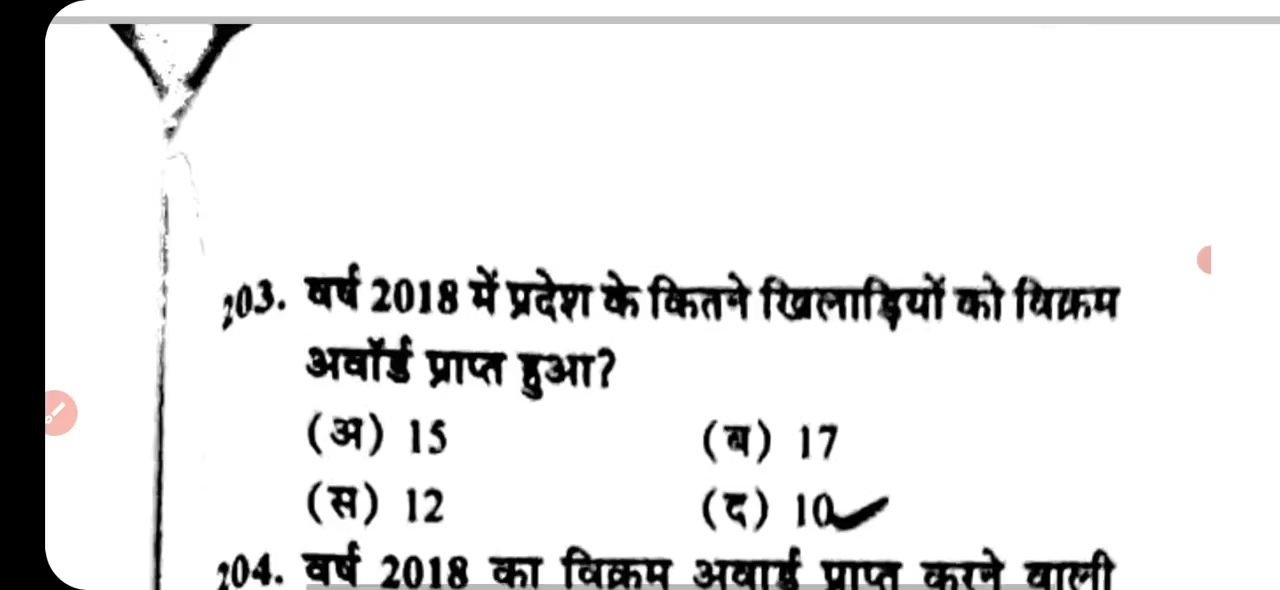 203. वर्ष 2018 में प्रदेश के कितने खिलाड़ियों को विक्रम
अवॉर्ड प्राप्त हुआ?
(अ) 15 (ब) 17
(स) 12 (द) 10
204. वर्ष 2018 का विक्रम अवार्ड प्राप्त करने वाली